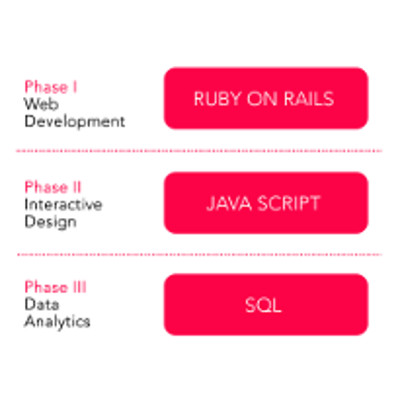 Phase I
Web
Development
RUBY ON RAILS
Phase II
Interactive
Design
JAVA SCRIPT
Phase III
Data
Analytics
SQL